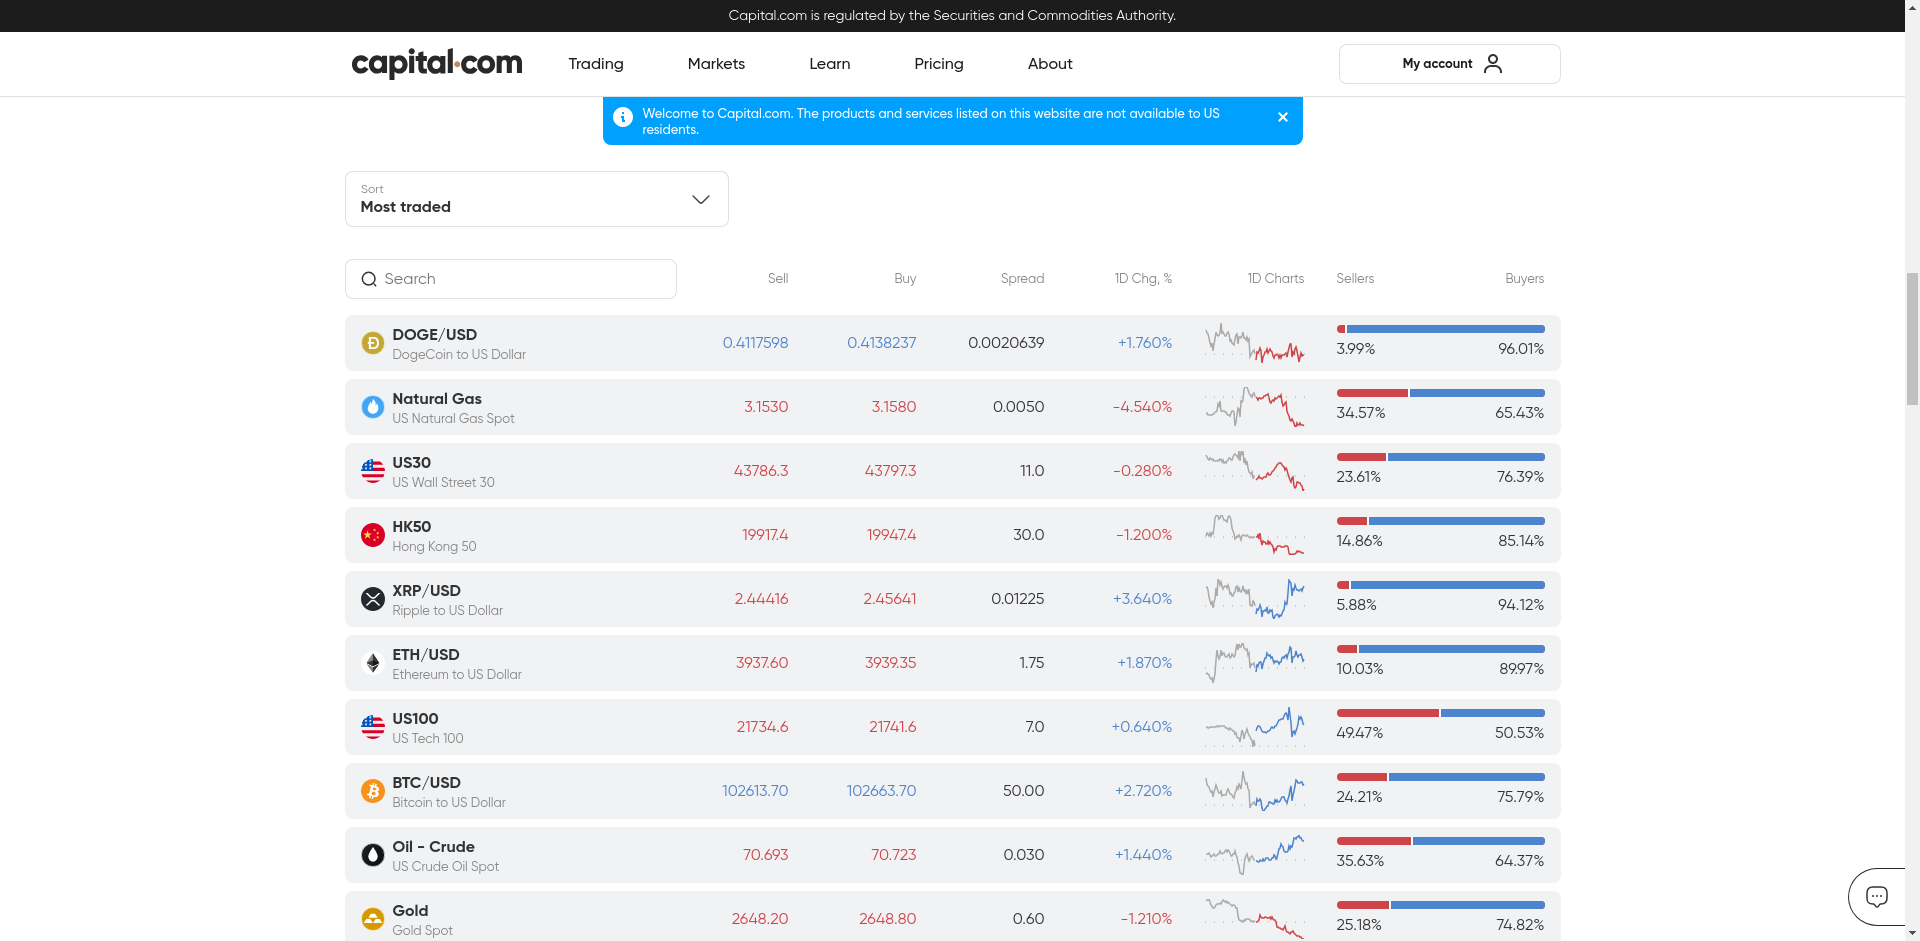 Capital.com is regulated by the Securities and Commodities Authority.
capital.com
Trading
Markets
Learn
Pricing
About
My account
Welcome to Capital.com. The products and services listed on this website are not available to US
residents.
Sort
Most traded
Search
Sell
Buy
Spread
1D Chg, %
1D Charts
Sellers
Buyers
DOGE/USD
DogeCoin to US Dollar
0.4117598
0.4138237
0.0020639
+1.760%
3.99%
96.01%
Natural Gas
US Natural Gas Spot
3.1530
3.1580
0.0050
-4.540%
34.57%
65.43%
US30
US Wall Street 30
43786.3
43797.3
11.0
-0.280%
23.61%
76.39%
HK50
Hong Kong 50
19917.4
19947.4
30.0
-1.200%
14.86%
85.14%
XRP/USD
Ripple to US Dollar
2.44416
2.45641
0.01225
+3.640%
5.88%
94.12%
ETH/USD
Ethereum to US Dollar
3937.60
3939.35
1.75
+1.870%
10.03%
89.97%
US100
US Tech 100
21734.6
21741.6
7.0
+0.640%
49.47%
50.53%
BTC/USD
Bitcoin to US Dollar
102613.70
102663.70
50.00
+2.720%
24.21%
75.79%
Oil - Crude
US Crude Oil Spot
70.693
70.723
0.030
+1.440%
35.63%
64.37%
Gold
Gold Spot
2648.20
2648.80
0.60
-1.210%
25.18%
74.82%